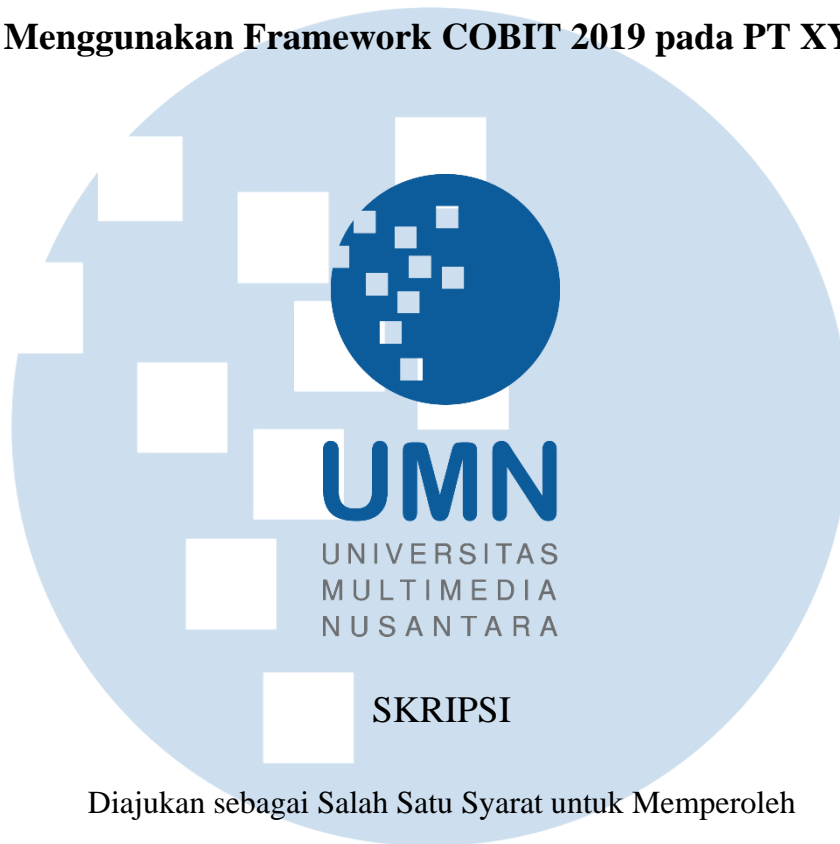 Menggunakan Framework COBIT 2019 pada PT XY
UMN
UNIVERSITAS
MULTIMEDIA
NUSANTARA
SKRIPSI
Diajukan sebagai Salah Satu Syarat untuk Memperoleh